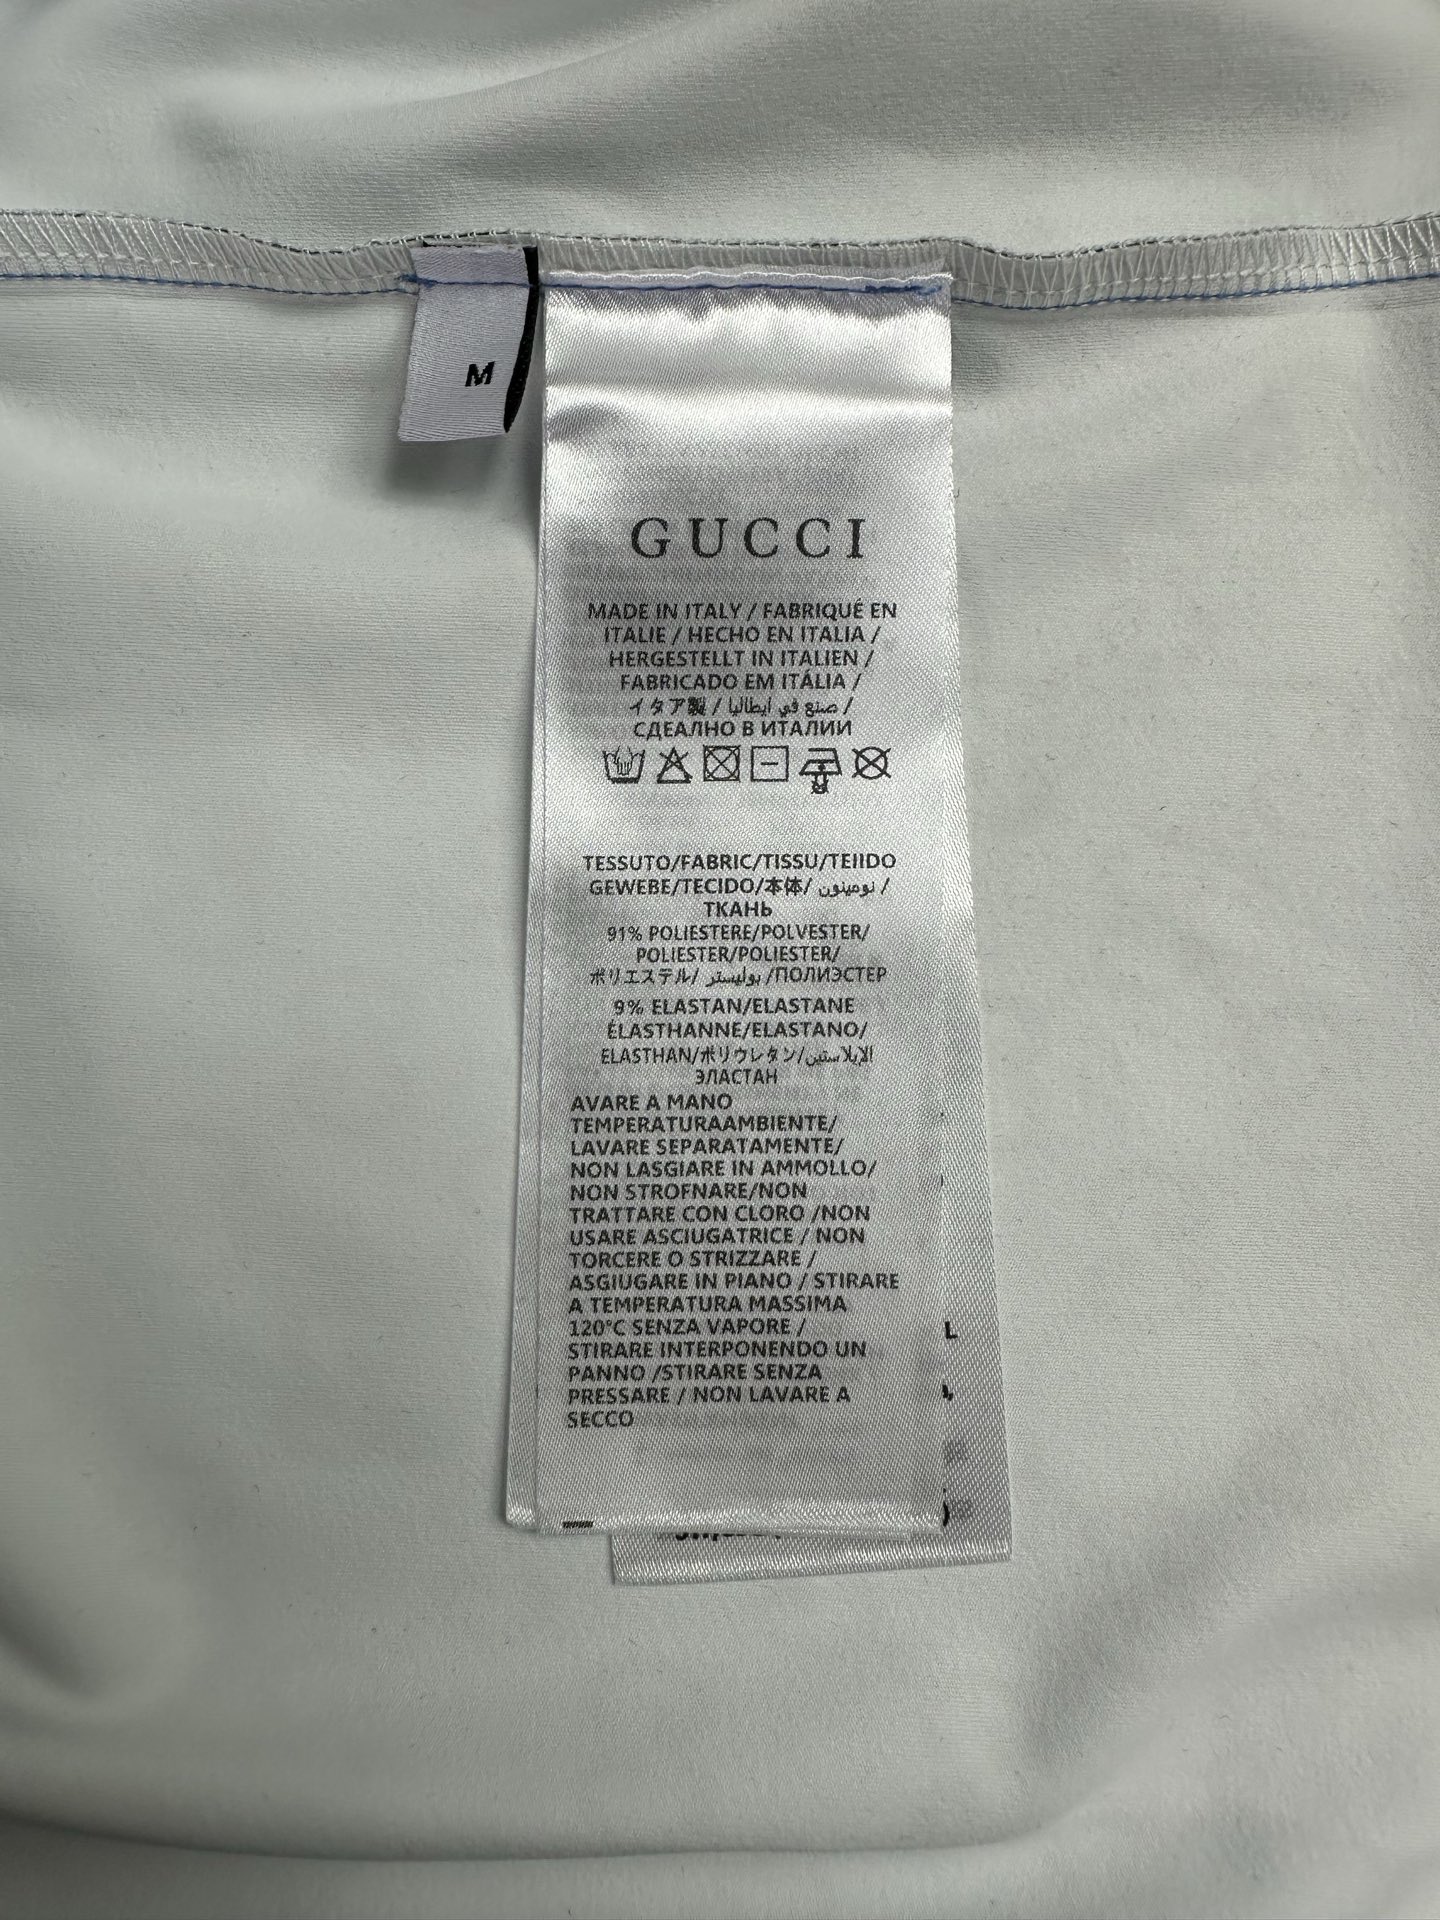 M
GUCCI
MADE IN ITALY / FABRIQUÉ EN
ITALIE / HECHO EN ITALIA /
HERGESTELLT IN ITALIEN /
FABRICADO EM ITÁLIA /
イタア製 / صنع في ايطاليا /
СДЕАЛНО В ИТАЛИИ
TESSUTO/FABRIC/TISSU/TEIIDO
GEWEBE/TECIDO/本体/ نومينون /
ТКАНЬ
91% POLIESTERE/POLVESTER/
POLIESTER/POLIESTER/
ポリエステル/ بوليستر /ПОЛИЭСТЕР
9% ELASTAN/ELASTANE
ÉLASTHANNE/ELASTANO/
ELASTHAN/ポリウレタン/الإيلاستين
ЭЛАСТАН
AVARE A MANO
TEMPERATURAAMBIENTE/
LAVARE SEPARATAMENTE/
NON LASGIARE IN AMMOLLO/
NON STROFNARE/NON
TRATTARE CON CLORO /NON
USARE ASCIUGATRICE / NON
TORCERE O STRIZZARE /
ASGIUGARE IN PIANO / STIRARE
A TEMPERATURA MASSIMA
120°C SENZA VAPORE /
STIRARE INTERPONENDO UN
PANNO /STIRARE SENZA
PRESSARE / NON LAVARE A
SECCO